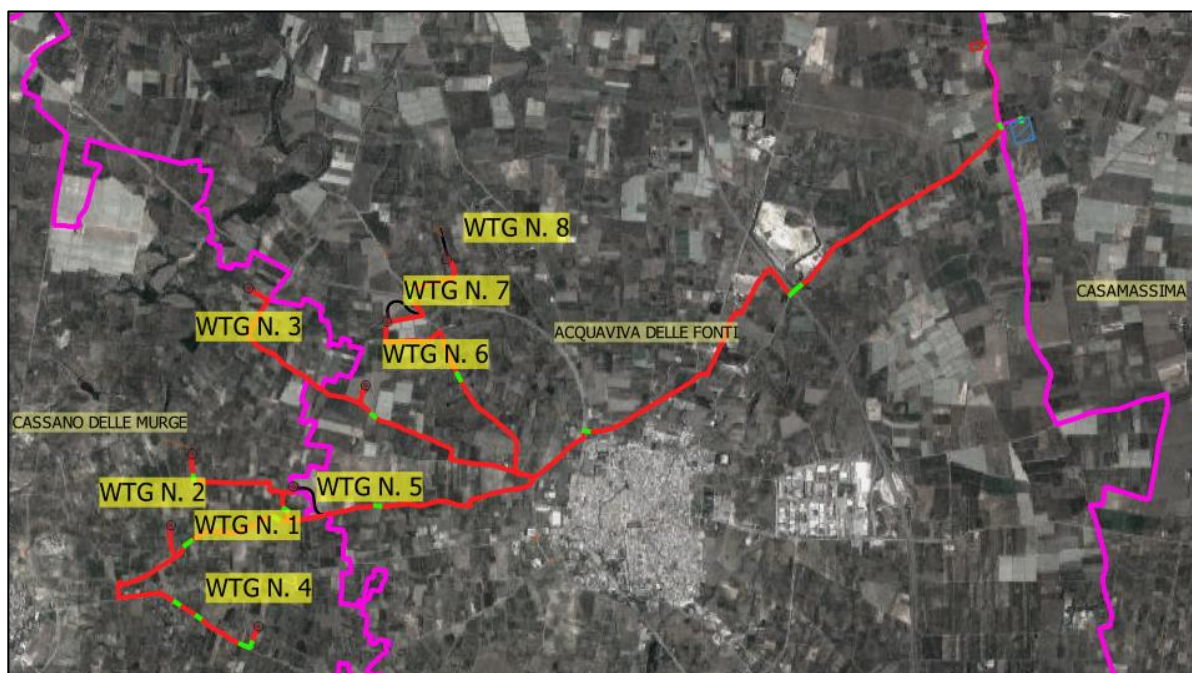 WTG N. 8
WTG N. 7
CASAMASSIMA
WTG N. 3
ACQUAVIVA DELLE FONTI
WTG N. 6
CASSANO DELLE MURGE
WTG N. 2
WTG N. 5
WTG N. 1
WTG N. 4